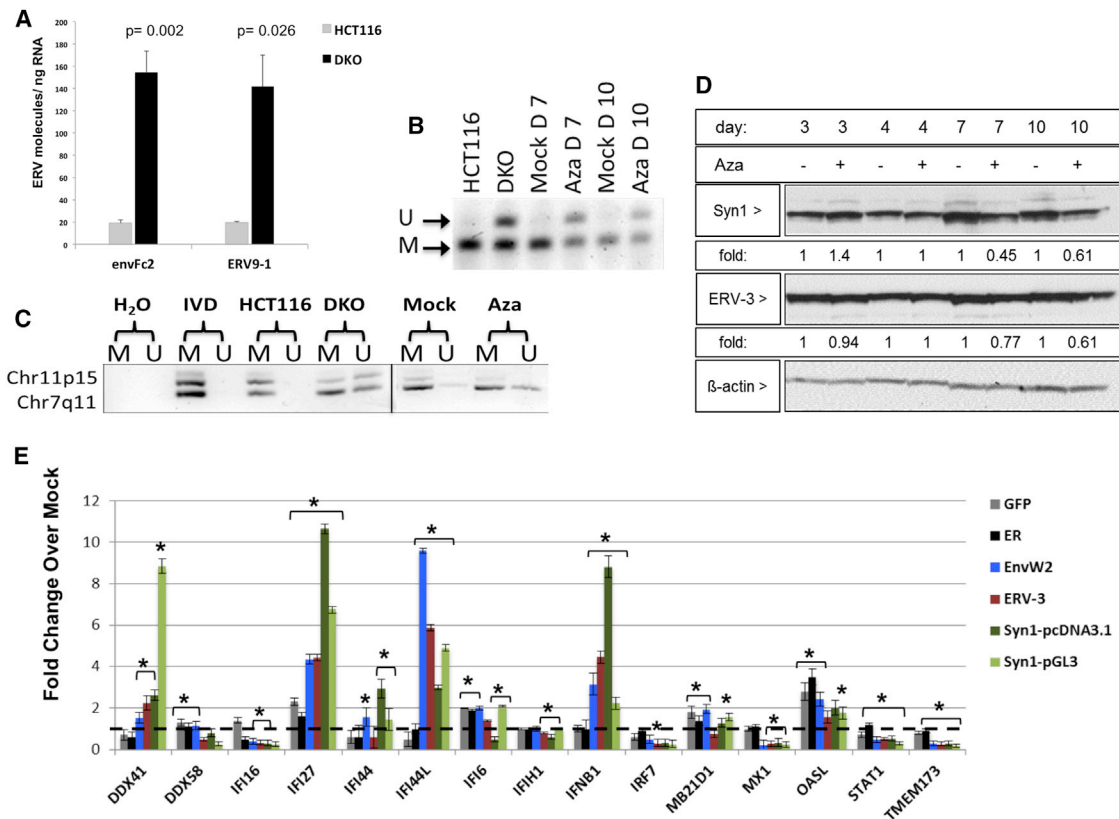 A
ERV molecules/ ng RNA
200
180
160
140
120
100
80
60
40
20
0
p= 0.002
p= 0.026
envFc2
ERV9-1
HCT116
DKO
B
HCT116
DKO
Mock D 7
Aza D 7
Mock D 10
Aza D 10
U
M
C
H₂O IVD HCT116 DKO Mock Aza
M U M U M U M U M U M U
Chr11p15
Chr7q11
D
day: 3 3 4 4 7 7 10 10
Aza - + - + - + - +
Syn1 >
fold: 1 1.4 1 1 1 0.45 1 0.61
ERV-3 >
fold: 1 0.94 1 1 1 0.77 1 0.61
ß-actin >
E
Fold Change Over Mock
12
10
8
6
4
2
0
* * * * * * * * * * * * * * * * * * *
DDX41
DDX58
IFI16
IFI27
IFI44
IFI44L
IFI6
IFIH1
IFNB1
IRF7
MB21D1
MX1
OASL
STAT1
TMEM173
GFP
ER
EnvW2
ERV-3
Syn1-pcDNA3.1
Syn1-pGL3